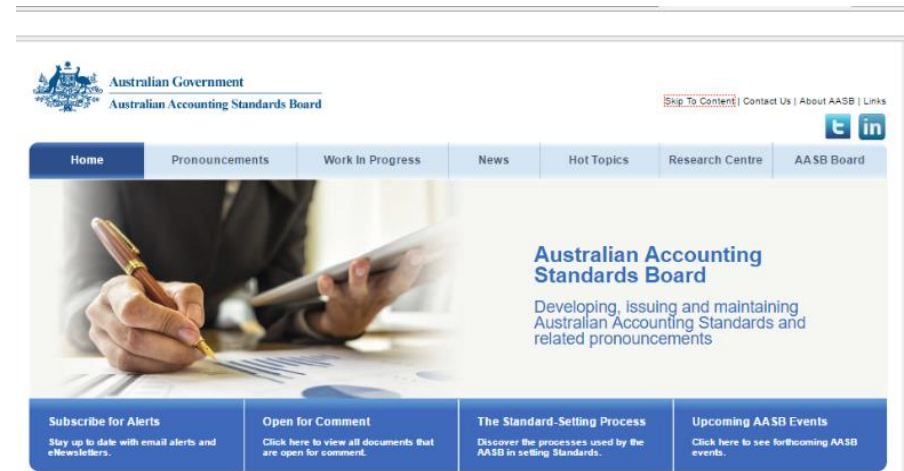 Australian Government
Australian Accounting Standards Board
Skip To Content | Contact Us | About AASB | Links
Home Pronouncements Work In Progress News Hot Topics Research Centre AASB Board
Australian Accounting
Standards Board
Developing, issuing and maintaining
Australian Accounting Standards and
related pronouncements
Subscribe for Alerts
Stay up to date with email alerts and
eNewsletters.
Open for Comment
Click here to view all documents that
are open for comment.
The Standard-Setting Process
Discover the processes used by the
AASB in setting Standards.
Upcoming AASB Events
Click here to see forthcoming AASB
events.